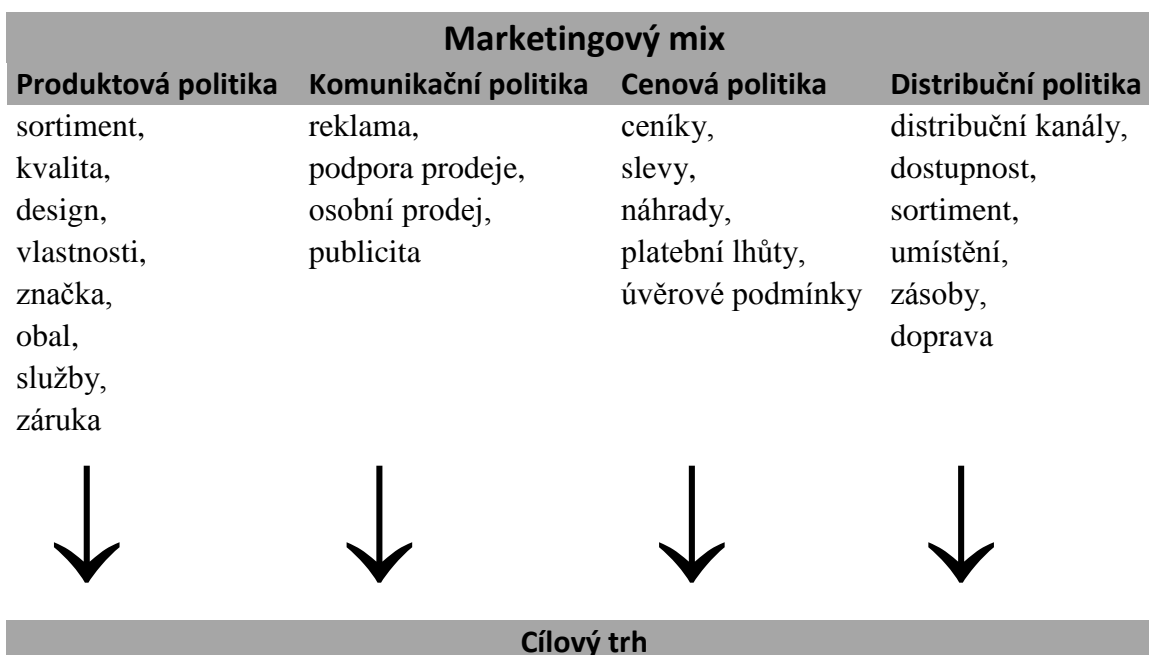 Marketingový mix
Produktová politika Komunikační politika Cenová politika Distribuční politika
sortiment, reklama, ceníky, distribuční kanály,
kvalita, podpora prodeje, slevy, dostupnost,
design, osobní prodej, náhrady, sortiment,
vlastnosti, publicita platební lhůty, umístění,
značka, úvěrové podmínky zásoby,
obal, doprava
služby,
záruka
Cílový trh